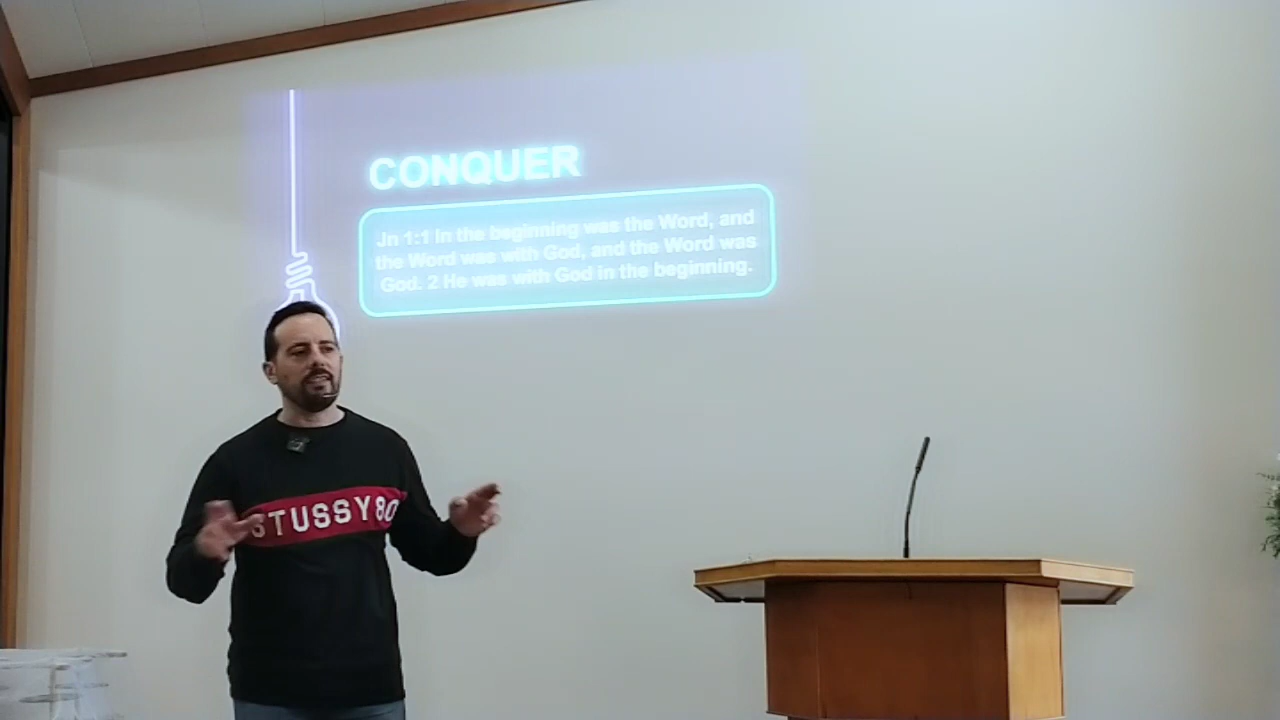 CONQUER
Jn 1:1 In the beginning was the Word, and
the Word was with God, and the Word was
God. 2 He was with God in the beginning.
STUSSY80